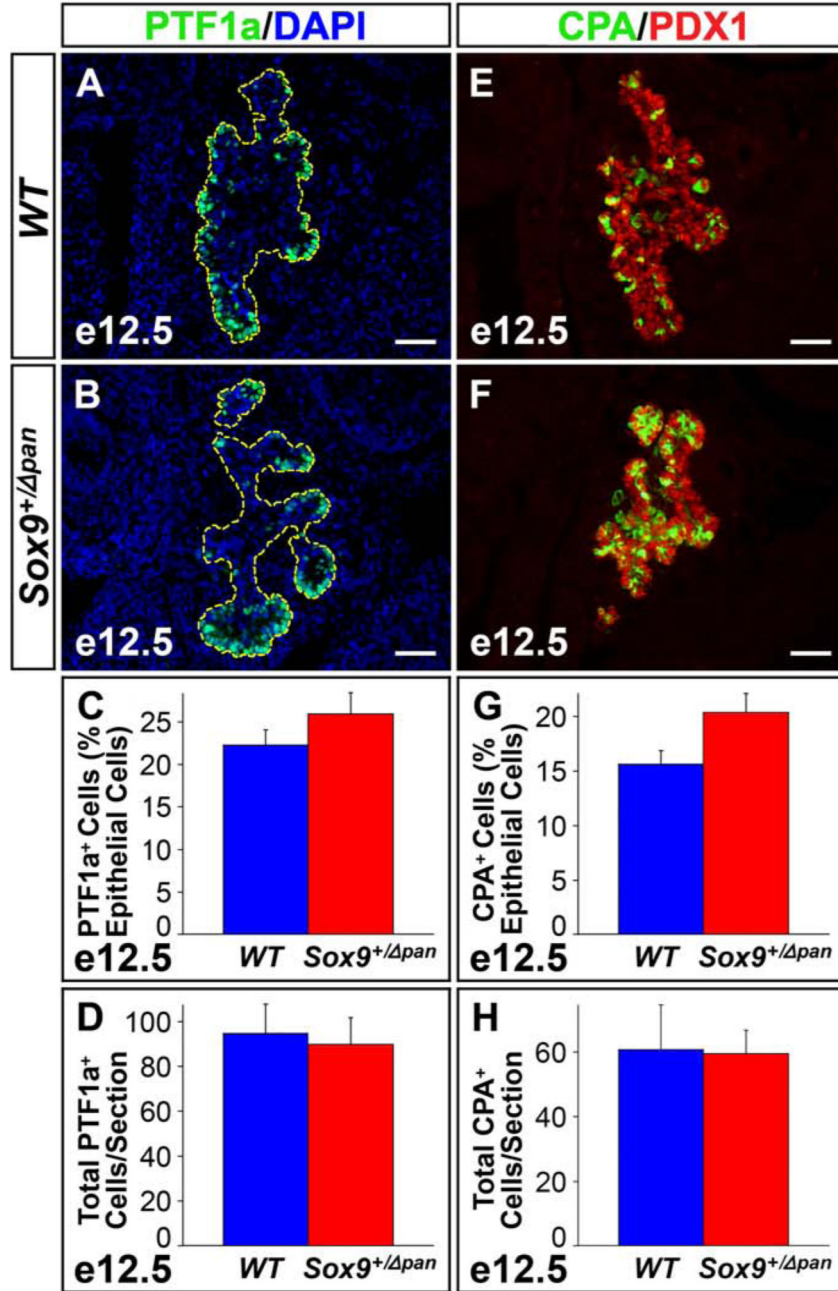 PTF1a/DAPI
CPA/PDX1
WT
A
e12.5
E
e12.5
Sox9+/Δpan
B
e12.5
F
e12.5
C
PTF1a+ Cells (%
Epithelial Cells)
25
20
15
10
5
0
e12.5
WT
Sox9+/Δpan
G
CPA+ Cells (%
Epithelial Cells)
20
15
10
5
0
e12.5
WT
Sox9+/Δpan
D
Total PTF1a+
Cells/Section
100
80
60
40
20
0
e12.5
WT
Sox9+/Δpan
H
Total CPA+
Cells/Section
60
40
20
0
e12.5
WT
Sox9+/Δpan